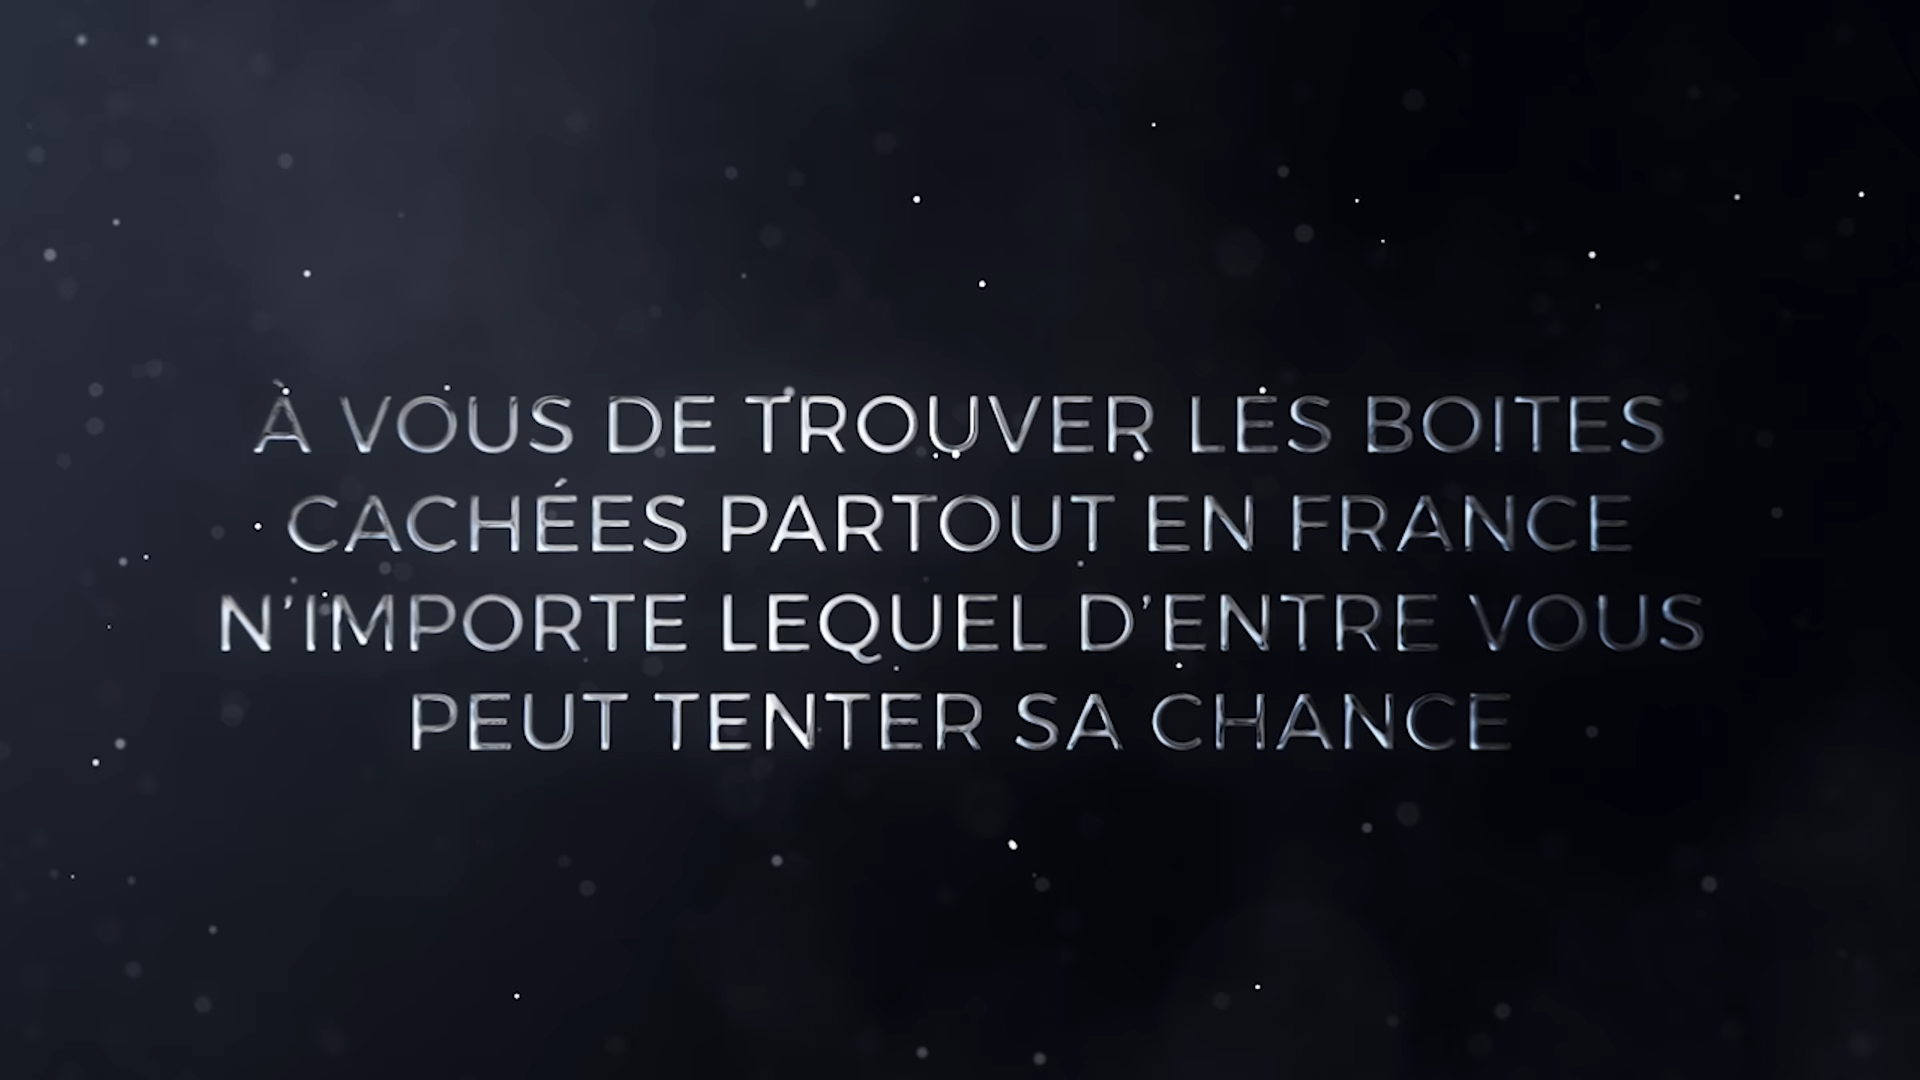 À VOUS DE TROUVER LES BOITES
CACHÉES PARTOUT EN FRANCE
N'IMPORTE LEQUEL D'ENTRE VOUS
PEUT TENTER SA CHANCE